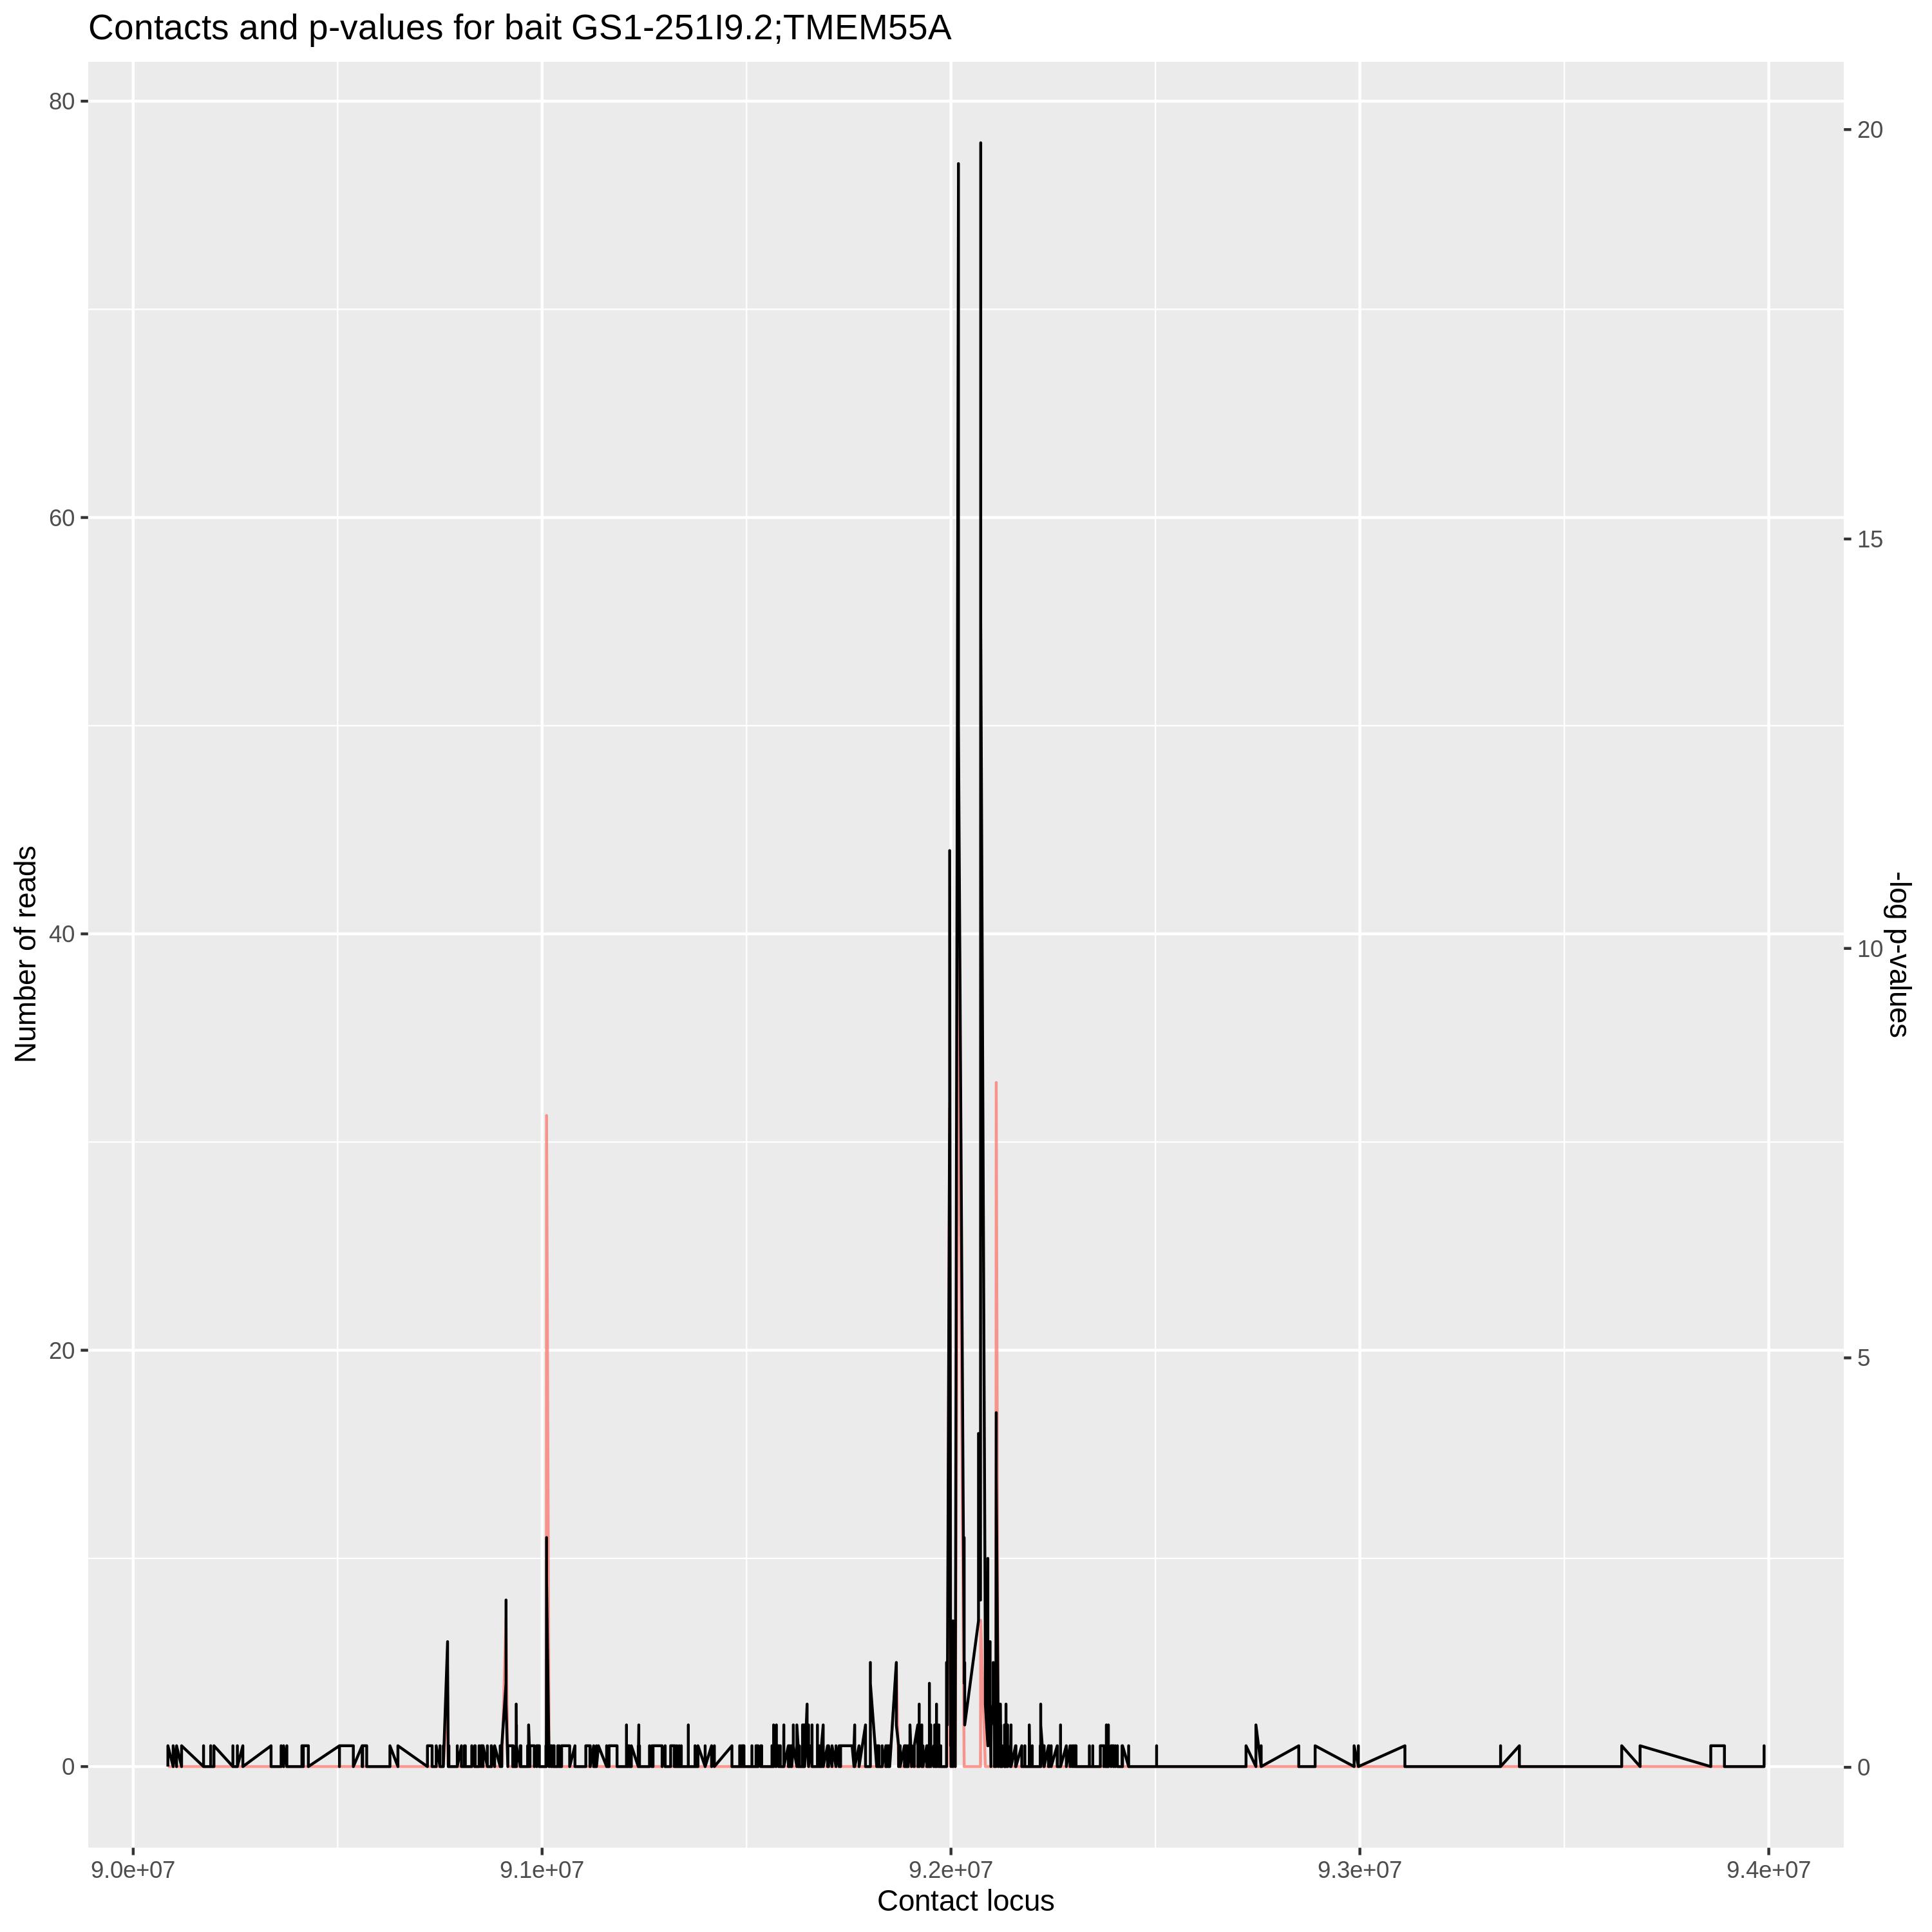 Contacts and p-values for bait GS1-251I9.2;TMEM55A
80
60
40
20
0
Number of reads
20
15
10
5
0
-log p-values
9.0e+07 9.1e+07 9.2e+07 9.3e+07 9.4e+07
Contact locus